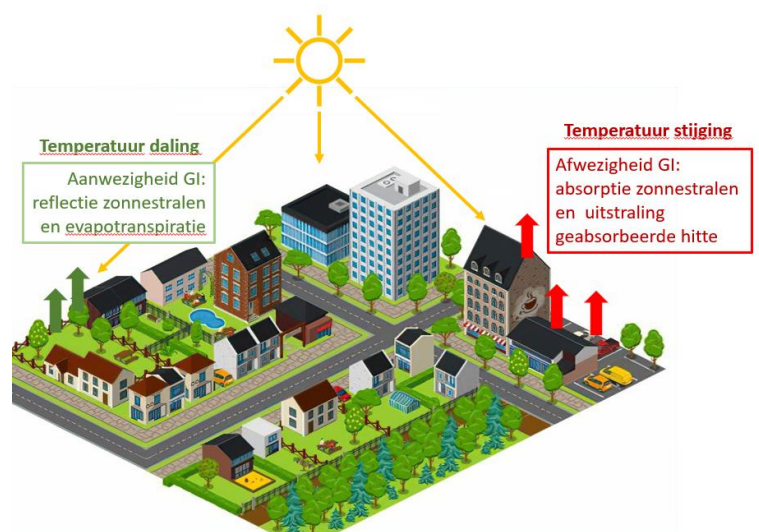 Temperatuur daling
Aanwezigheid GI:
reflectie zonnestralen
en evapotranspiratie
Temperatuur stijging
Afwezigheid GI:
absorptie zonnestralen
en uitstraling
geabsorbeerde hitte